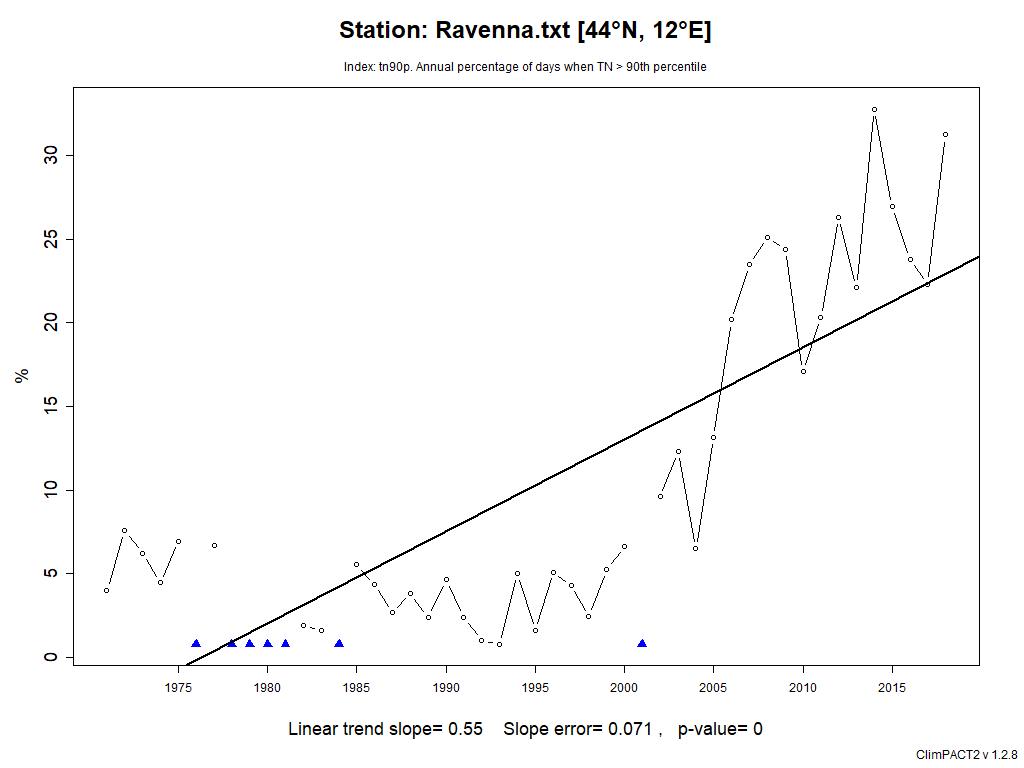 Station: Ravenna.txt [44°N, 12°E]
Index: tn90p. Annual percentage of days when TN > 90th percentile
%
30
25
20
15
10
5
0
1975 1980 1985 1990 1995 2000 2005 2010 2015
Linear trend slope= 0.55 Slope error= 0.071 , p-value= 0
ClimPACT2 v 1.2.8